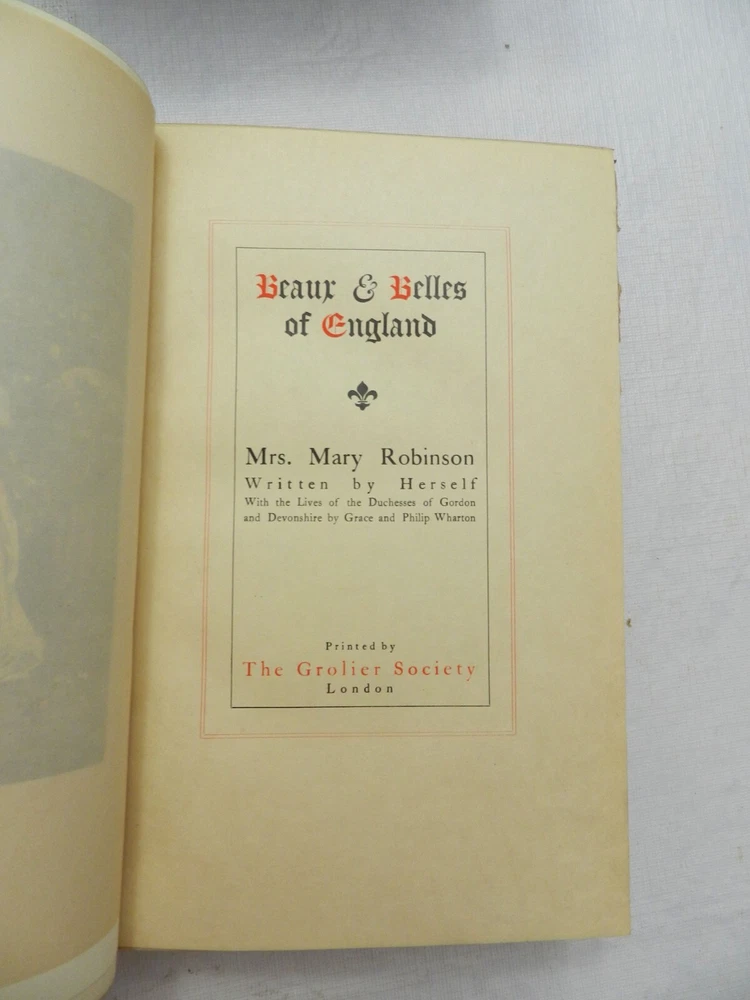 Beaux & Belles
of England
Mrs. Mary Robinson
Written by Herself
With the Lives of the Duchesses of Gordon
and Devonshire by Grace and Philip Wharton
Printed by
The Grolier Society
London